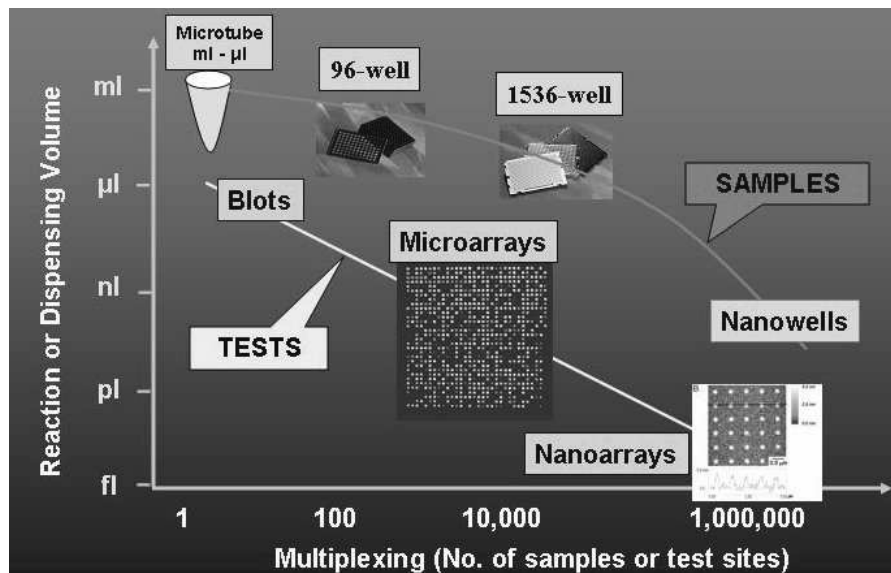 Microtube
ml - µl
96-well
1536-well
ml
SAMPLES
µl
Blots
Microarrays
nl
Nanowells
TESTS
pl
B
Nanoarrays
fl
1
100
10,000
1,000,000
Multiplexing (No. of samples or test sites)
Reaction or Dispensing Volume